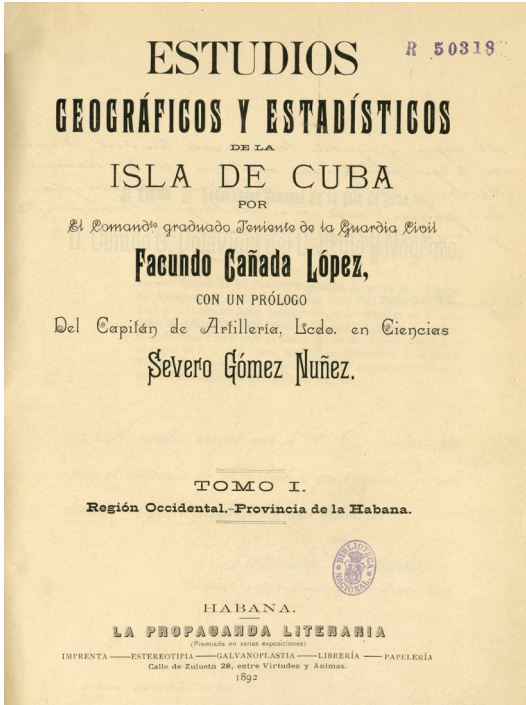 R 50318
ESTUDIOS
GEOGRÁFICOS Y ESTADÍSTICOS
DE LA
ISLA DE CUBA
POR
El Comandte graduado Teniente de la Guardia Civil
Facundo Cañada López,
CON UN PRÓLOGO
Del Capitán de Artillería, Lcdo. en Ciencias
Severo Gómez Nuñez.
TOMO I.
Región Occidental.-Provincia de la Habana.
BIBLIOTECA
NACIONAL
HABANA.
LA PROPAGANDA LITERARIA
(Premiada en varias exposiciones)
IMPRENTA — ESTEREOTIPIA — GALVANOPLASTIA — LIBRERÍA — PAPELERÍA
Calle de Zulueta 28, entre Virtudes y Animas.
1892